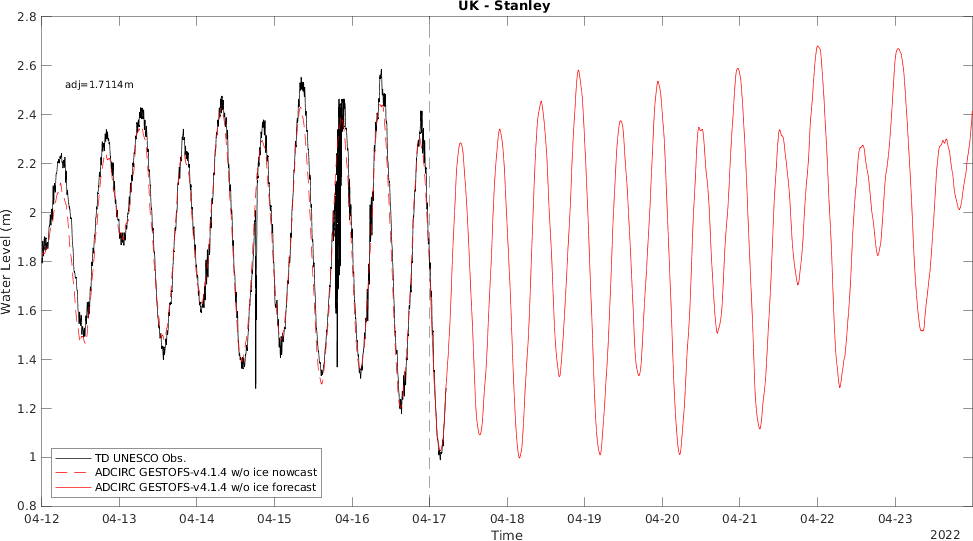 UK - Stanley
2.8
2.6
adj=1.7114m
2.4
2.2
2
Water Level (m)
1.8
1.6
1.4
1.2
1
0.8
TD UNESCO Obs.
ADCIRC GESTOFS-v4.1.4 w/o ice nowcast
ADCIRC GESTOFS-v4.1.4 w/o ice forecast
04-12 04-13 04-14 04-15 04-16 04-17 04-18 04-19 04-20 04-21 04-22 04-23
Time
2022